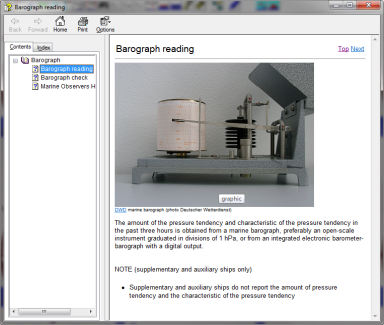 Barograph reading
Back Forward Home Print Options
Contents Index
Barograph
Barograph reading
Barograph check
Marine Observers H
Barograph reading
Top Next
graphic
DWD marine barograph (photo Deutscher Wetterdienst)
The amount of the pressure tendency and characteristic of the pressure tendency in
the past three hours is obtained from a marine barograph, preferably an open-scale
instrument graduated in divisions of 1 hPa, or from an integrated electronic barometer-
barograph with a digital output.
NOTE (supplementary and auxiliary ships only)
• Supplementary and auxiliary ships do not report the amount of pressure
tendency and the characteristic of the pressure tendency